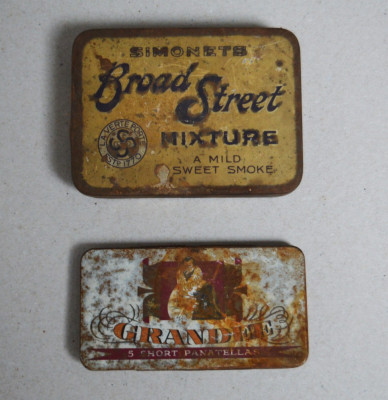 SIMONETS
Broad Street
MIXTURE
A MILD
SWEET SMOKE
GRAND
5 SHORT PANATELLAS